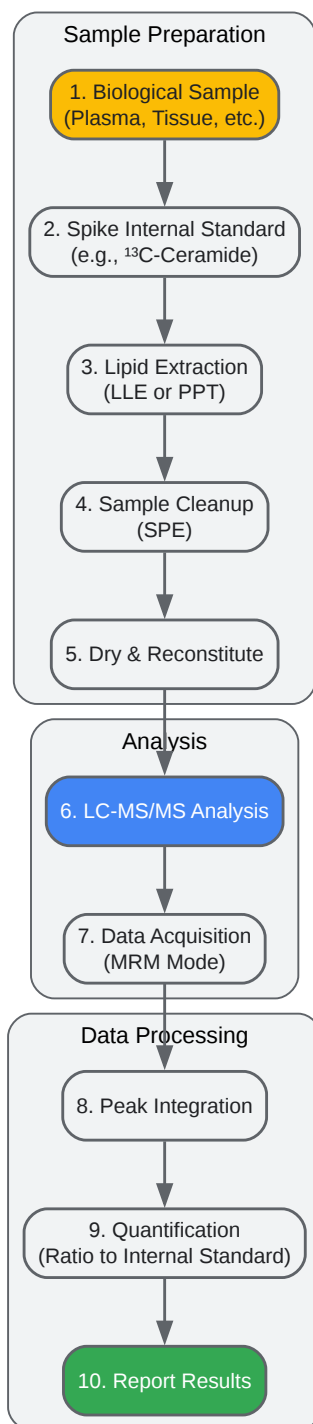 Sample Preparation
1. Biological Sample
(Plasma, Tissue, etc.)
2. Spike Internal Standard
(e.g., ¹³C-Ceramide)
3. Lipid Extraction
(LLE or PPT)
4. Sample Cleanup
(SPE)
5. Dry & Reconstitute
Analysis
6. LC-MS/MS Analysis
7. Data Acquisition
(MRM Mode)
Data Processing
8. Peak Integration
9. Quantification
(Ratio to Internal Standard)
10. Report Results